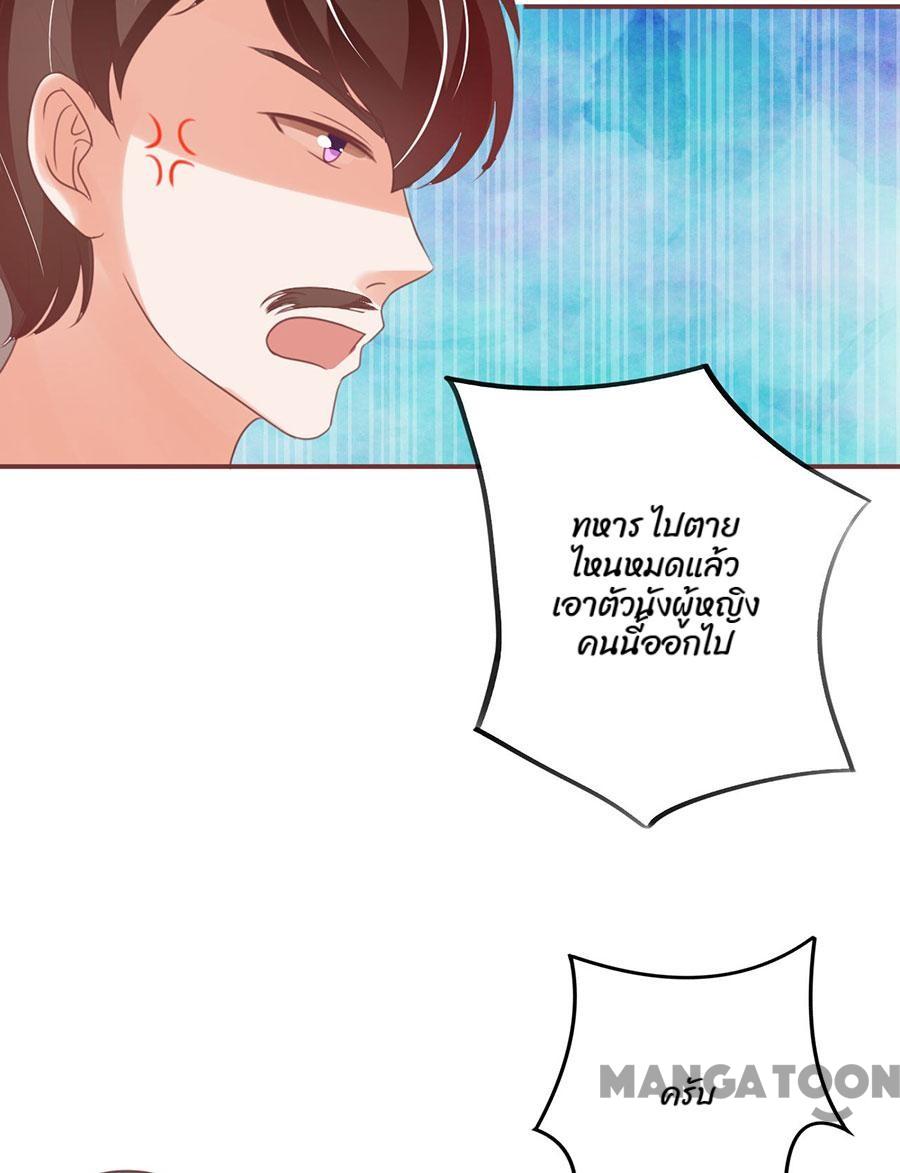 ทหาร ไปตาย
ไหนหมดแล้ว
เอาตัวนังผู้หญิง
คนนี้ออกไป
MANGATOON
ครับ